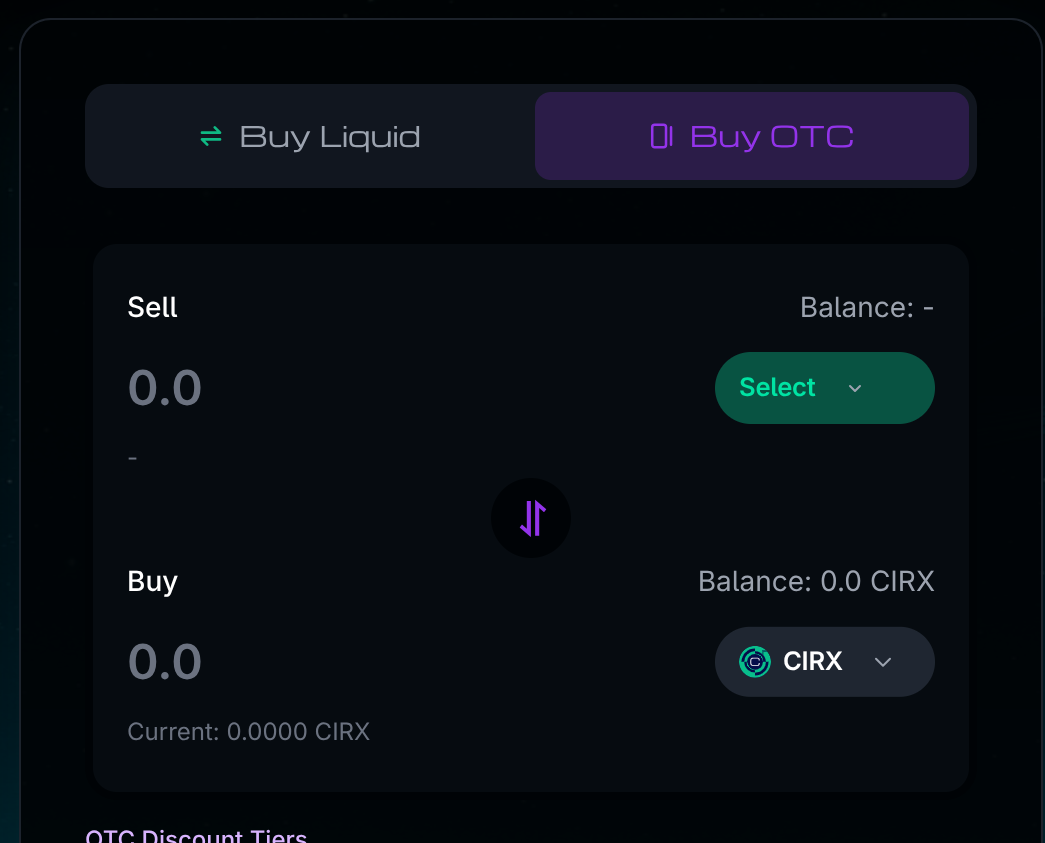 Buy Liquid
Buy OTC
Sell
Balance: -
0.0
Select
-
Buy
Balance: 0.0 CIRX
0.0
CIRX
Current: 0.0000 CIRX
OTC Discount Tiers